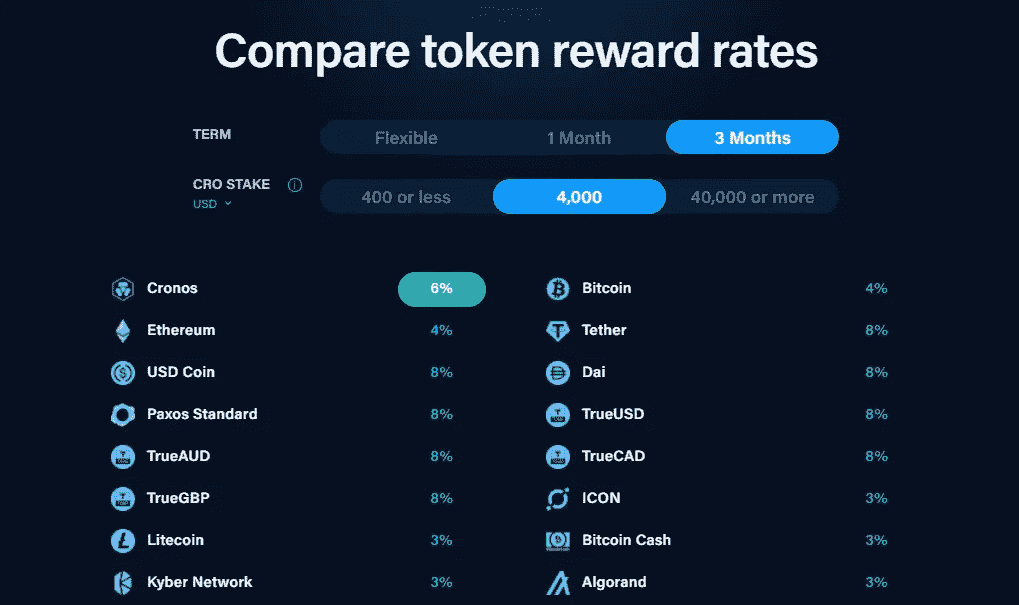 Compare token reward rates
TERM Flexible 1 Month 3 Months
CRO STAKE 400 or less 4,000 40,000 or more
USD
Cronos 6% Bitcoin 4%
Ethereum 4% Tether 8%
USD Coin 8% Dai 8%
Paxos Standard 8% TrueUSD 8%
TrueAUD 8% TrueCAD 8%
TrueGBP 8% ICON 3%
Litecoin 3% Bitcoin Cash 3%
Kyber Network 3% Algorand 3%